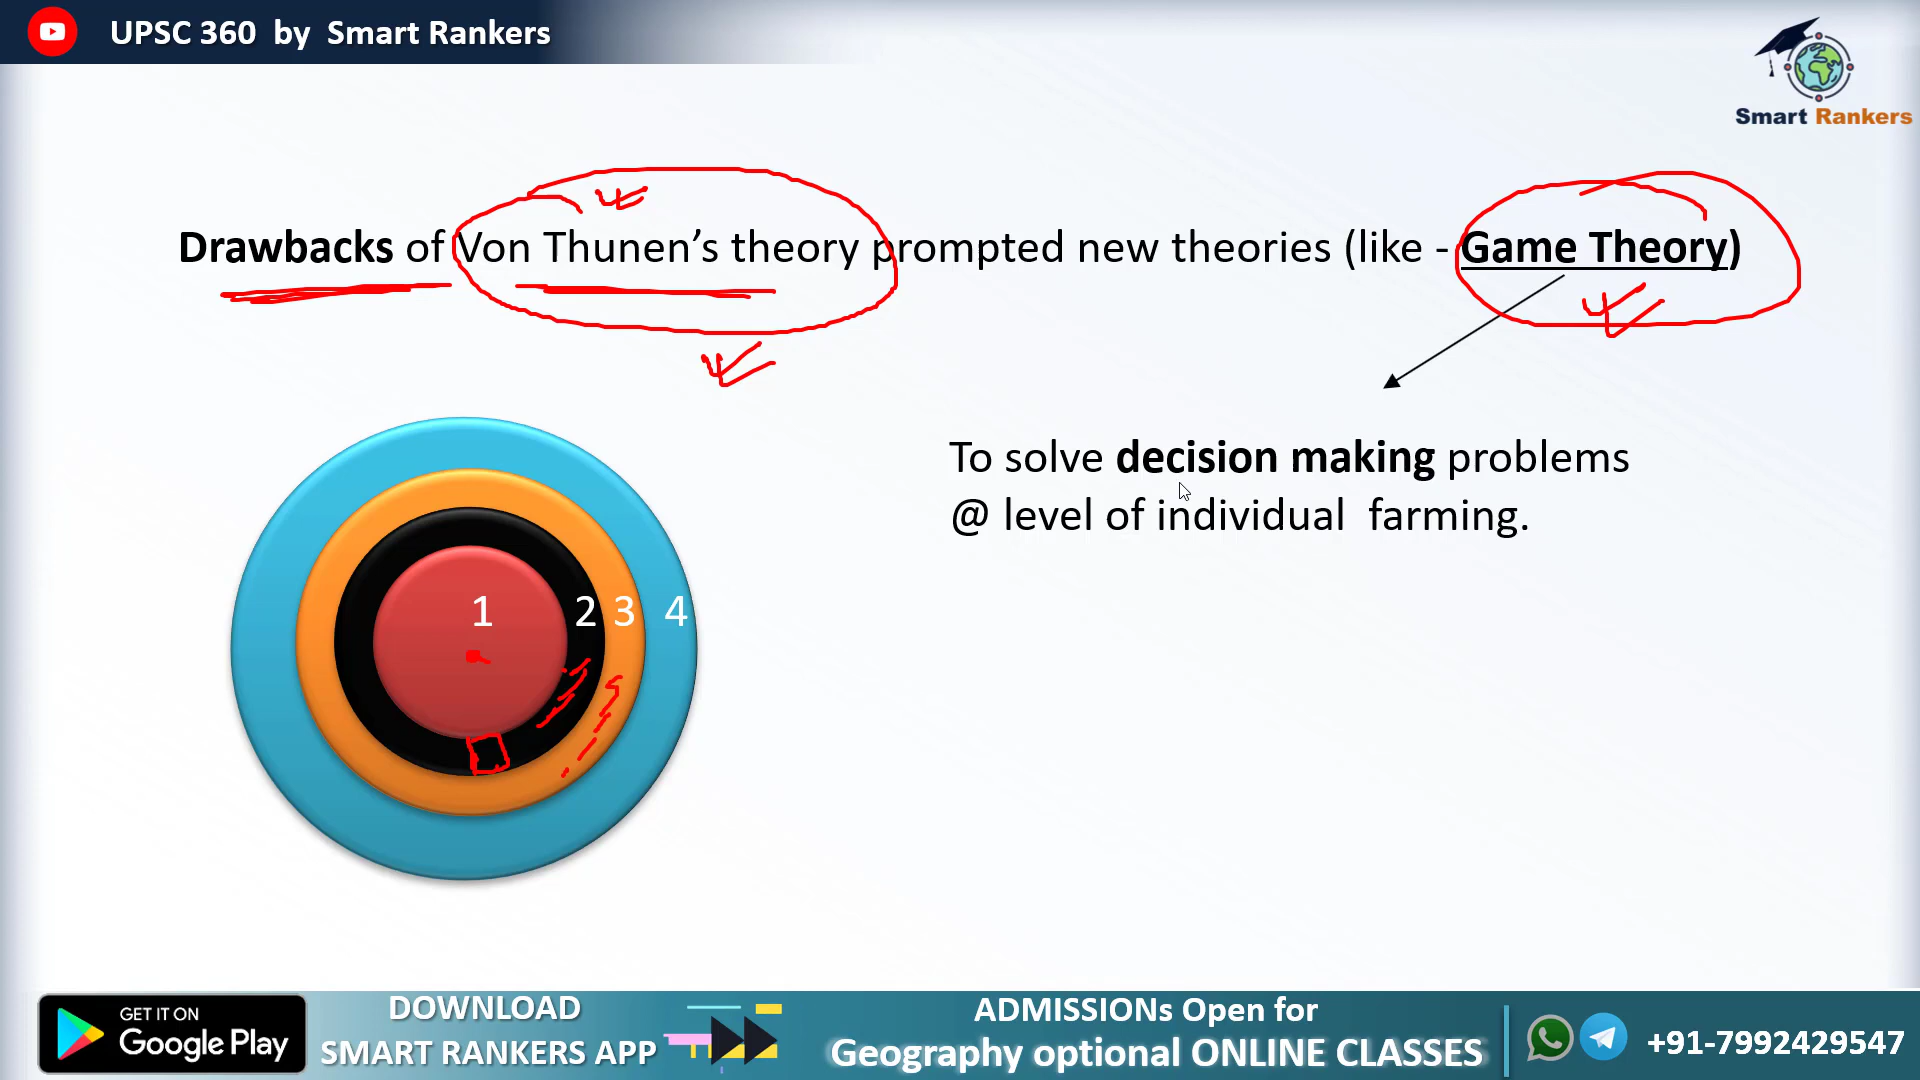 UPSC 360 by Smart Rankers
Smart Rankers
Drawbacks of Von Thunen’s theory prompted new theories (like - Game Theory)
To solve decision making problems
@ level of individual farming.
1 2 3 4
GET IT ON
Google Play
DOWNLOAD
SMART RANKERS APP
ADMISSIONs Open for
Geography optional ONLINE CLASSES
+91-7992429547